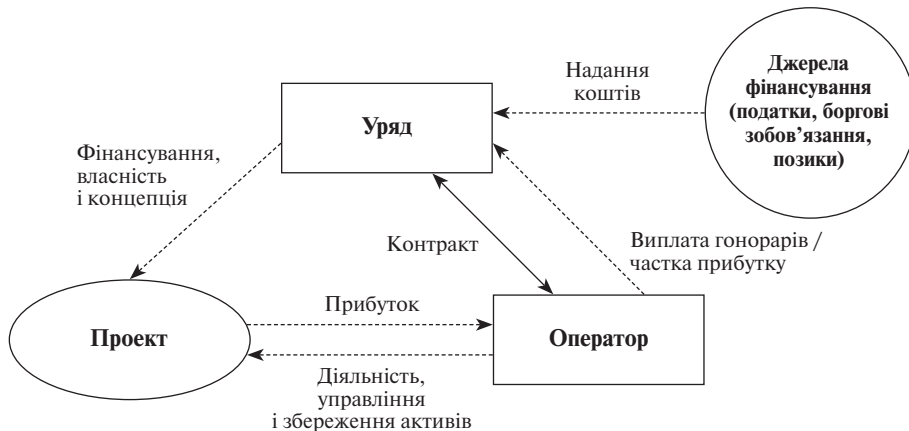 Джерела
фінансування
(податки, боргові
зобов’язання,
позики)
Надання
коштів
Уряд
Фінансування,
власність
і концепція
Контракт
Виплата гонорарів /
частка прибутку
Прибуток
Проект
Оператор
Діяльність,
управління
і збереження активів